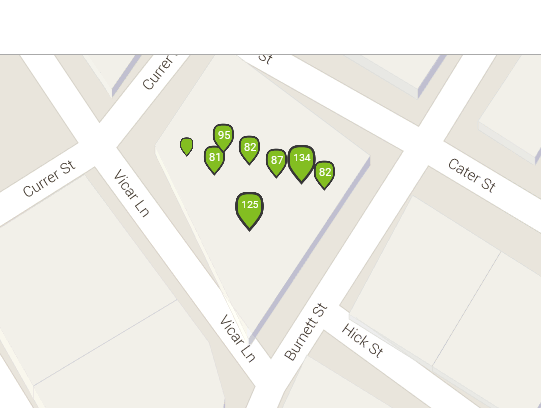 Currer
St
95
82
81
87
134
82
125
Currer St
Vicar Ln
Cater St
Vicar Ln
Burnett St
Hick St